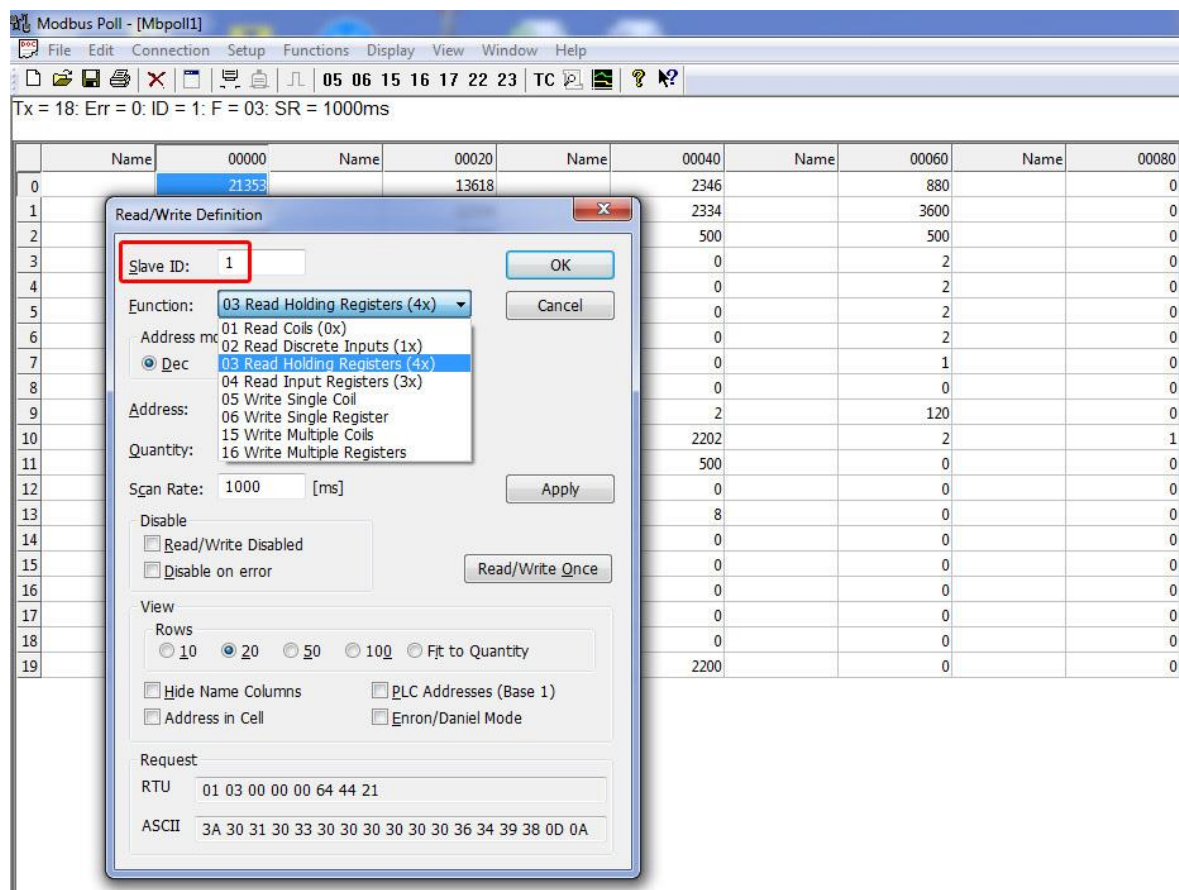 Modbus Poll - [Mbpoll1]
File Edit Connection Setup Functions Display View Window Help
05 06 15 16 17 22 23 TC
Tx = 18: Err = 0: ID = 1: F = 03: SR = 1000ms
Name 00000 Name 00020 Name 00040 Name 00060 Name 00080
0 21353 13618 2346 880 0
1 2334 3600 0
2 500 500 0
3 0 2 0
4 0 2 0
5 0 2 0
6 0 2 0
7 0 1 0
8 0 0 0
9 2 120 0
10 2202 2 1
11 500 0 0
12 0 0 0
13 8 0 0
14 0 0 0
15 0 0 0
16 0 0 0
17 0 0 0
18 0 0 0
19 2200 0 0
Read/Write Definition
Slave ID: 1 OK
Function: 03 Read Holding Registers (4x) Cancel
01 Read Coils (0x)
Address mo 02 Read Discrete Inputs (1x)
Dec 03 Read Holding Registers (4x)
04 Read Input Registers (3x)
05 Write Single Coil
Address: 06 Write Single Register
15 Write Multiple Coils
Quantity: 16 Write Multiple Registers
Scan Rate: 1000 [ms] Apply
Disable
Read/Write Disabled
Disable on error Read/Write Once
View
Rows
10 20 50 100 Fit to Quantity
Hide Name Columns PLC Addresses (Base 1)
Address in Cell Enron/Daniel Mode
Request
RTU 01 03 00 00 00 64 44 21
ASCII 3A 30 31 30 33 30 30 30 30 30 30 36 34 39 38 0D 0A